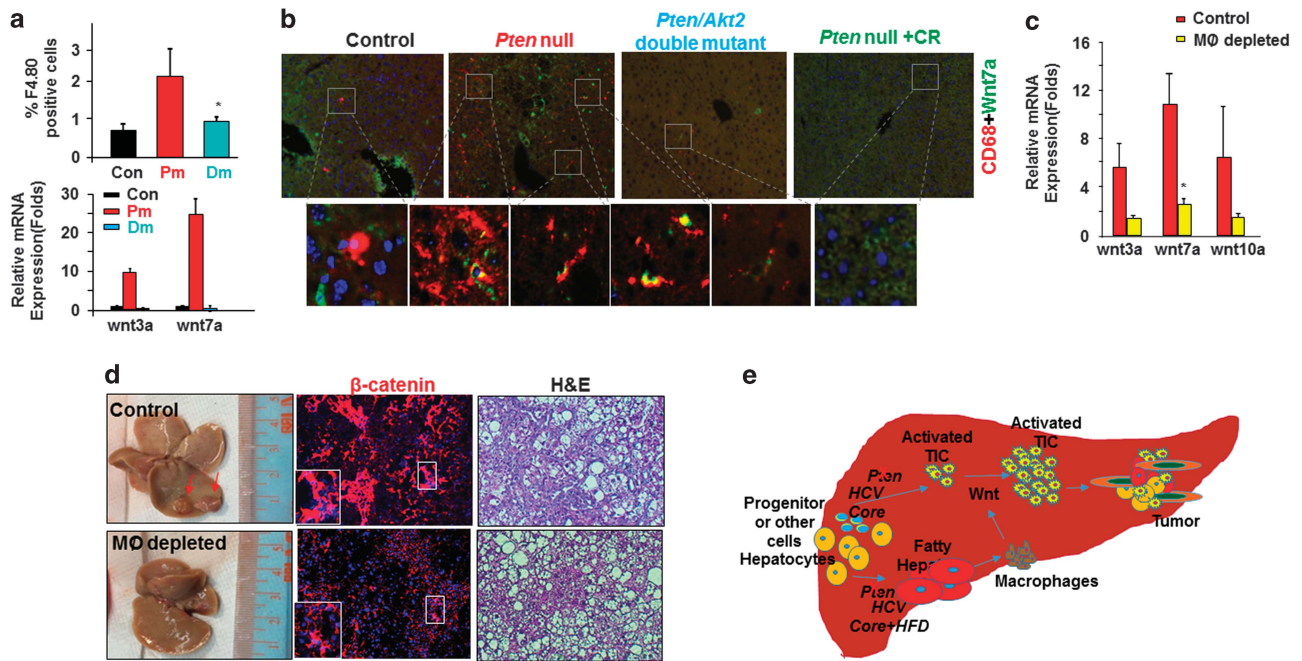 a
% F4.80
positive cells
3
2
1
0
Con Pm Dm
*
Relative mRNA
Expression(Folds)
30
25
20
10
0
Con
Pm
Dm
wnt3a wnt7a
b
Control
Pten null
Pten/Akt2
double mutant
Pten null +CR
CD68+Wnt7a
c
Control
MØ depleted
Relative mRNA
Expression(Folds)
16
12
8
4
0
*
wnt3a wnt7a wnt10a
d
β-catenin
H&E
Control
MØ depleted
e
Activated
TIC
Activated
TIC
Pten
HCV
Core
Wnt
Progenitor
or other
cells
Hepatocytes
Fatty
Tumor
Macrophages
Pten
HCV
Core+HFD